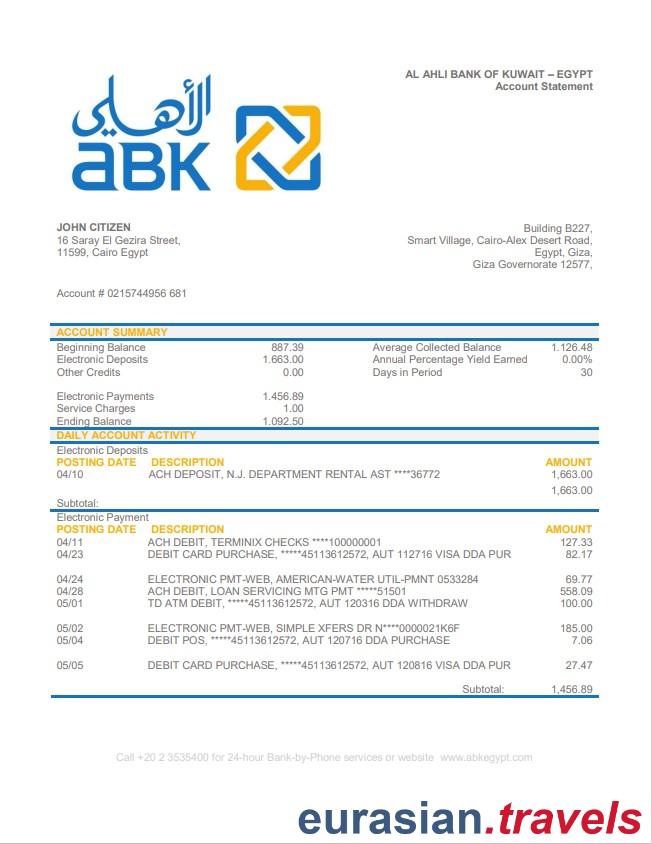 AL AHLI BANK OF KUWAIT – EGYPT
Account Statement
الأهلي
aBK
JOHN CITIZEN
16 Saray El Gezira Street,
11599, Cairo Egypt
Building B227,
Smart Village, Cairo-Alex Desert Road,
Egypt, Giza,
Giza Governorate 12577,
Account # 0215744956 681
ACCOUNT SUMMARY
Beginning Balance 887.39 Average Collected Balance 1.126.48
Electronic Deposits 1.663.00 Annual Percentage Yield Earned 0.00%
Other Credits 0.00 Days in Period 30
Electronic Payments 1.456.89
Service Charges 1.00
Ending Balance 1.092.50
DAILY ACCOUNT ACTIVITY
Electronic Deposits
POSTING DATE DESCRIPTION AMOUNT
04/10 ACH DEPOSIT, N.J. DEPARTMENT RENTAL AST ****36772 1,663.00
1,663.00
Subtotal:
Electronic Payment
POSTING DATE DESCRIPTION AMOUNT
04/11 ACH DEBIT, TERMINIX CHECKS ****100000001 127.33
04/23 DEBIT CARD PURCHASE, *****45113612572, AUT 112716 VISA DDA PUR 82.17
04/24 ELECTRONIC PMT-WEB, AMERICAN-WATER UTIL-PMNT 0533284 69.77
04/28 ACH DEBIT, LOAN SERVICING MTG PMT *****51501 558.09
05/01 TD ATM DEBIT, *****45113612572, AUT 120316 DDA WITHDRAW 100.00
05/02 ELECTRONIC PMT-WEB, SIMPLE XFERS DR N****0000021K6F 185.00
05/04 DEBIT POS, *****45113612572, AUT 120716 DDA PURCHASE 7.06
05/05 DEBIT CARD PURCHASE, *****45113612572, AUT 120816 VISA DDA PUR 27.47
Subtotal: 1,456.89
Call +20 2 3535400 for 24-hour Bank-by-Phone services or website www.abkegypt.com
eurasian.travels